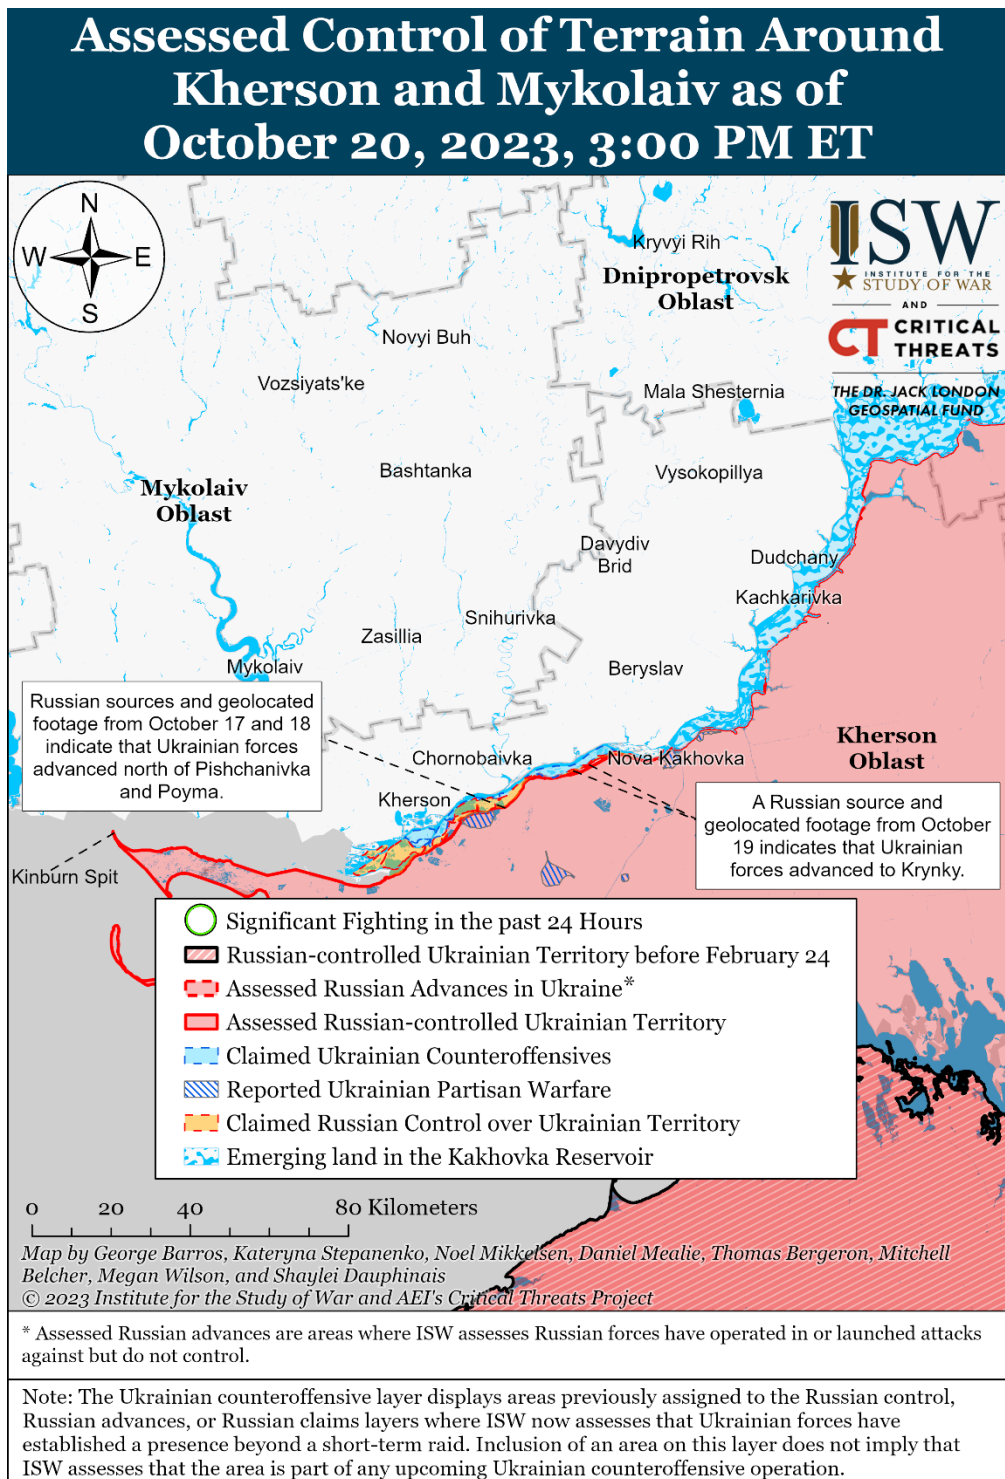 Assessed Control of Terrain Around
Kherson and Mykolaiv as of
October 20, 2023, 3:00 PM ET
N
W
E
S
Kryvyi Rih
Dnipropetrovsk
Oblast
ISW
INSTITUTE FOR THE
STUDY OF WAR
AND
CT CRITICAL
THREATS
THE DR. JACK LONDON
GEOSPATIAL FUND
Novyi Buh
Vozsiyats'ke
Mala Shesternia
Bashtanka
Vysokopillya
Mykolaiv
Oblast
Davydiv
Brid
Dudchany
Kachkarivka
Snihurivka
Zasillia
Mykolaiv
Beryslav
Russian sources and geolocated
footage from October 17 and 18
indicate that Ukrainian forces
advanced north of Pishchanivka
and Poyma.
Kherson
Oblast
Chornobaivka
Nova Kakhovka
Kherson
A Russian source and
geolocated footage from October
19 indicates that Ukrainian
forces advanced to Krynky.
Kinburn Spit
Significant Fighting in the past 24 Hours
Russian-controlled Ukrainian Territory before February 24
Assessed Russian Advances in Ukraine*
Assessed Russian-controlled Ukrainian Territory
Claimed Ukrainian Counteroffensives
Reported Ukrainian Partisan Warfare
Claimed Russian Control over Ukrainian Territory
Emerging land in the Kakhovka Reservoir
0 20 40 80 Kilometers
Map by George Barros, Kateryna Stepanenko, Noel Mikkelsen, Daniel Mealie, Thomas Bergeron, Mitchell
Belcher, Megan Wilson, and Shaylei Dauphinais
© 2023 Institute for the Study of War and AEI's Critical Threats Project
* Assessed Russian advances are areas where ISW assesses Russian forces have operated in or launched attacks
against but do not control.
Note: The Ukrainian counteroffensive layer displays areas previously assigned to the Russian control,
Russian advances, or Russian claims layers where ISW now assesses that Ukrainian forces have
established a presence beyond a short-term raid. Inclusion of an area on this layer does not imply that
ISW assesses that the area is part of any upcoming Ukrainian counteroffensive operation.